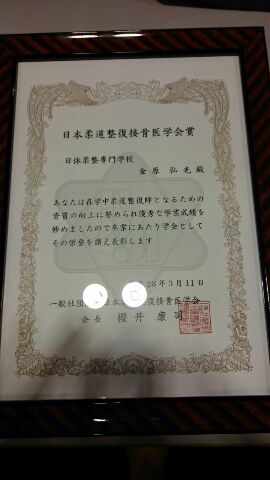 日本柔道整復接骨医学会賞
日体柔整専門学校
金原 弘光 殿
あなたは在学中柔道整復師となるための
資質の向上に努められ優秀な学業成績を
修めましたので卒業にあたり学会として
その栄誉を讃え表彰します
28年3月11日
一般社団 本柔道整復接骨医学会
会長 櫻井 康司